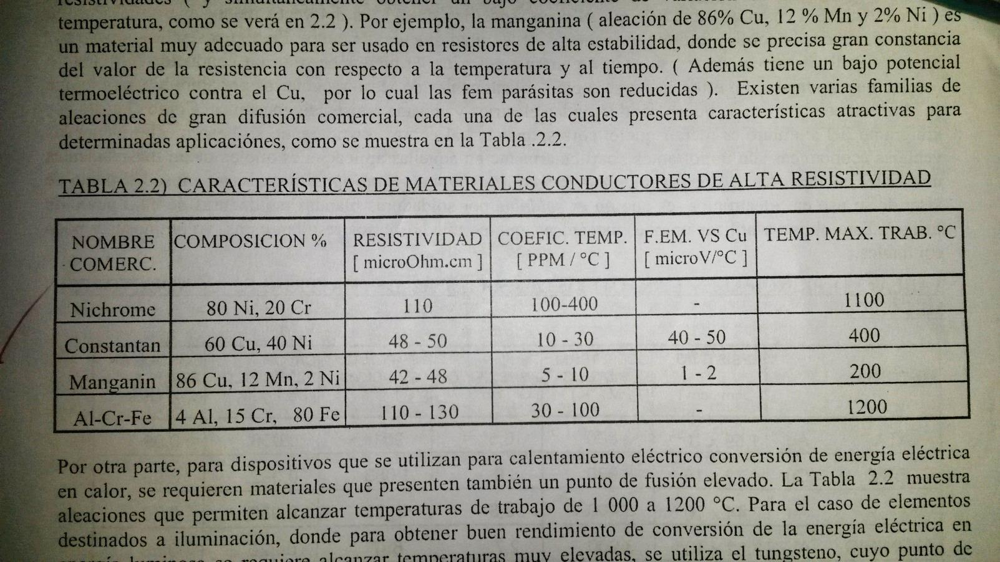 temperatura, como se verá en 2.2 ). Por ejemplo, la manganina ( aleación de 86% Cu, 12 % Mn y 2% Ni ) es
un material muy adecuado para ser usado en resistores de alta estabilidad, donde se precisa gran constancia
del valor de la resistencia con respecto a la temperatura y al tiempo. ( Además tiene un bajo potencial
termoeléctrico contra el Cu, por lo cual las fem parásitas son reducidas ). Existen varias familias de
aleaciones de gran difusión comercial, cada una de las cuales presenta características atractivas para
determinadas aplicaciónes, como se muestra en la Tabla .2.2.
TABLA 2.2) CARACTERÍSTICAS DE MATERIALES CONDUCTORES DE ALTA RESISTIVIDAD
NOMBRE COMERC. COMPOSICION % RESISTIVIDAD [ microOhm.cm ] COEFIC. TEMP. [ PPM / ºC ] F.EM. VS Cu [ microV/ºC ] TEMP. MAX. TRAB. ºC
Nichrome 80 Ni, 20 Cr 110 100-400 - 1100
Constantan 60 Cu, 40 Ni 48 - 50 10 - 30 40 - 50 400
Manganin 86 Cu, 12 Mn, 2 Ni 42 - 48 5 - 10 1 - 2 200
Al-Cr-Fe 4 Al, 15 Cr, 80 Fe 110 - 130 30 - 100 - 1200
Por otra parte, para dispositivos que se utilizan para calentamiento eléctrico conversión de energía eléctrica
en calor, se requieren materiales que presenten también un punto de fusión elevado. La Tabla 2.2 muestra
aleaciones que permiten alcanzar temperaturas de trabajo de 1 000 a 1200 ºC. Para el caso de elementos
destinados a iluminación, donde para obtener buen rendimiento de conversión de la energía eléctrica en
alcanzar temperaturas muy elevadas, se utiliza el tungsteno, cuyo punto de